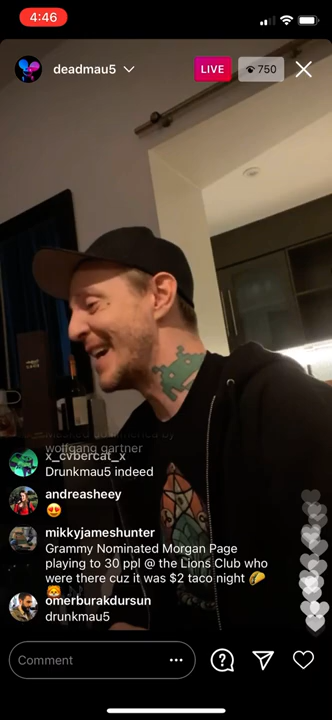 4:46
deadmau5
LIVE
750
wolfgang gartner
x_cvbercat_x
Drunkmau5 indeed
andreasheey
😍
mikkyjameshunter
Grammy Nominated Morgan Page
playing to 30 ppl @ the Lions Club who
were there cuz it was $2 taco night 🌮
omerburakdursun
drunkmau5
Comment